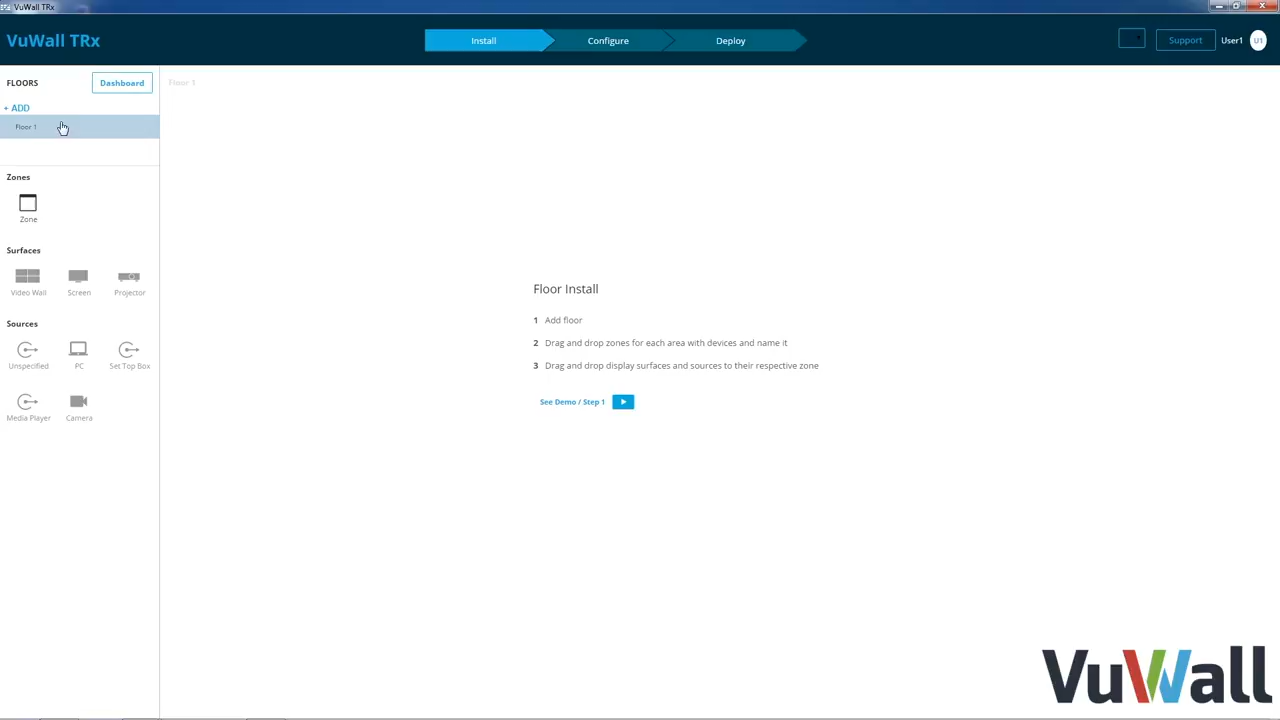 VuWall TRx
VuWall TRx
Install
Configure
Deploy
Support
User1
U1
FLOORS
Dashboard
+ ADD
Floor 1
Floor 1
Zones
Zone
Surfaces
Video Wall
Screen
Projector
Sources
Unspecified
PC
Set Top Box
Media Player
Camera
Floor Install
1 Add floor
2 Drag and drop zones for each area with devices and name it
3 Drag and drop display surfaces and sources to their respective zone
See Demo / Step 1
VuWall